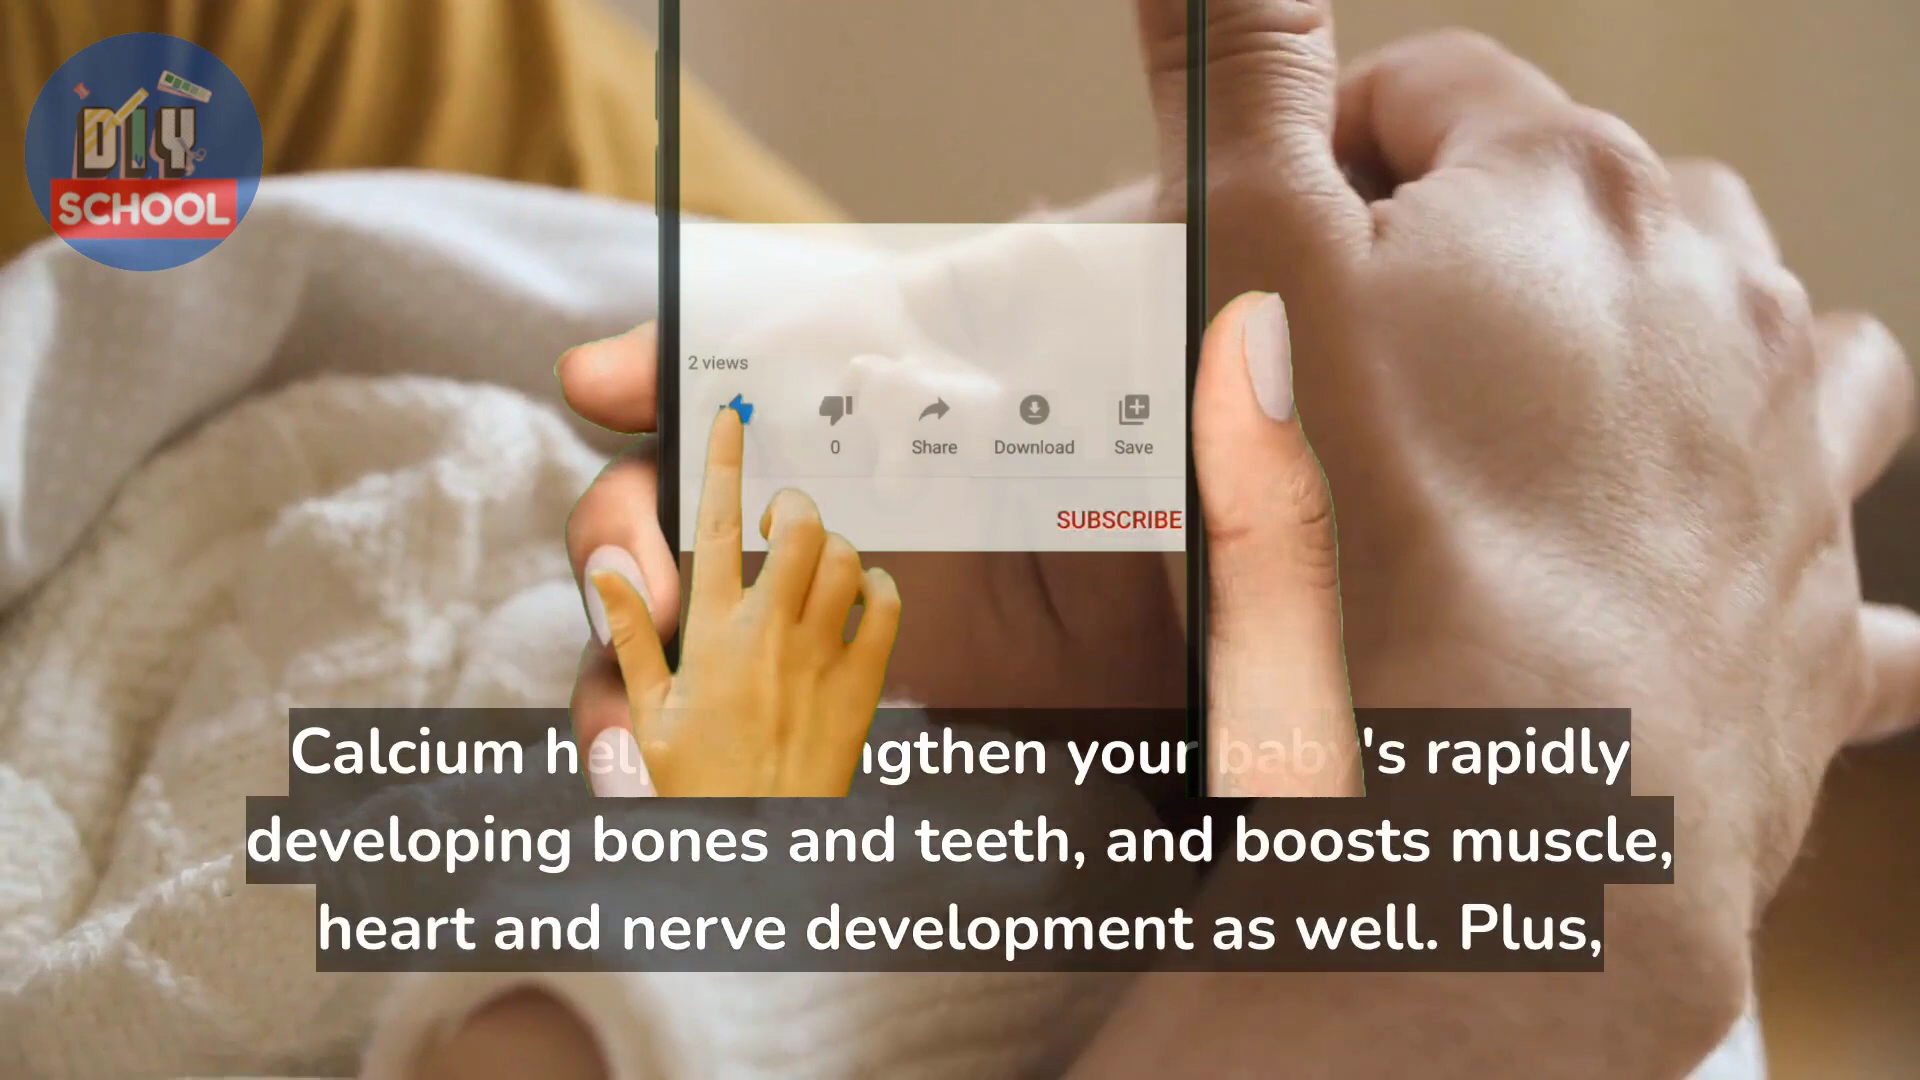 DIY
SCHOOL
2 views
0
Share
Download
Save
SUBSCRIBE
Calcium your baby's rapidly
developing bones and teeth, and boosts muscle,
heart and nerve development as well. Plus,